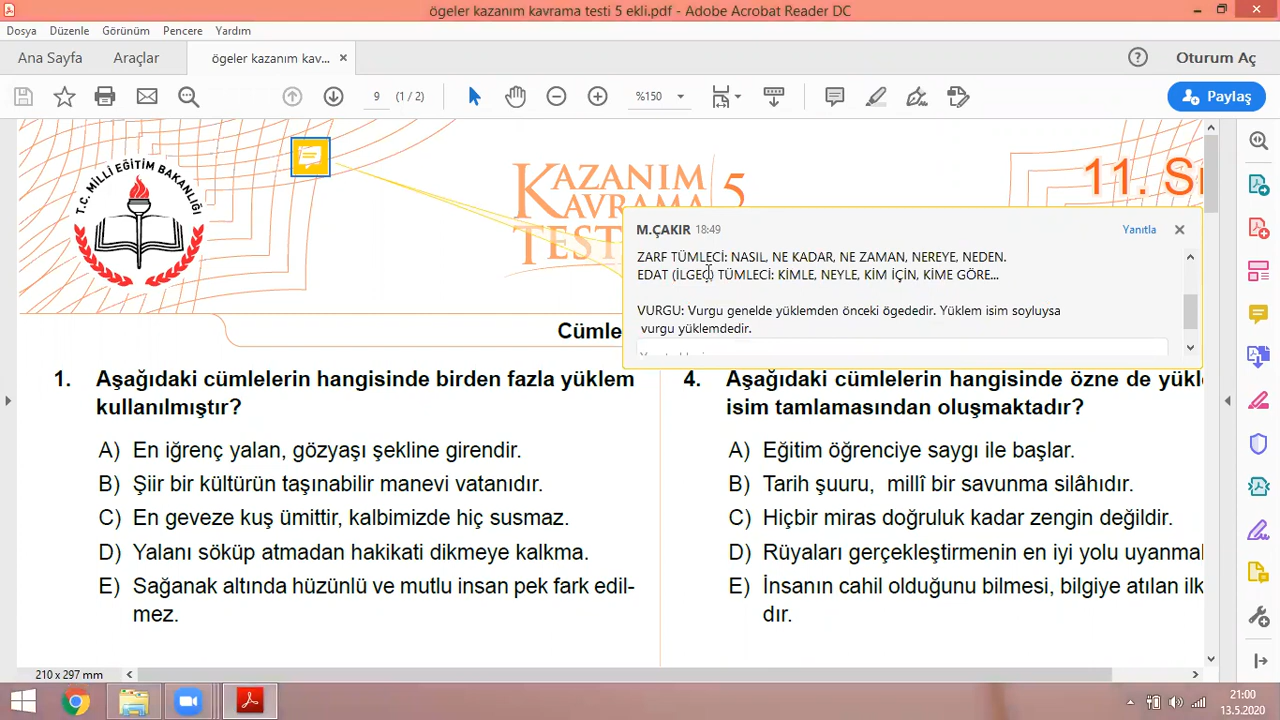 ögeler kazanım kavrama testi 5 ekli.pdf - Adobe Acrobat Reader DC
Dosya Düzenle Görünüm Pencere Yardım
Ana Sayfa Araçlar ögeler kazanım kav... Oturum Aç
9 (1 / 2) %150 Paylaş
T.C. MİLLİ EĞİTİM BAKANLIĞI
KAZANIM
KAVRAMA
TEST
5
11. Sı
M.ÇAKIR 18:49 Yanıtla
ZARF TÜMLECİ: NASIL, NE KADAR, NE ZAMAN, NEREYE, NEDEN.
EDAT (İLGEÇ) TÜMLECİ: KİMLE, NEYLE, KİM İÇİN, KİME GÖRE...
VURGU: Vurgu genelde yüklemden önceki ögededir. Yüklem isim soyluysa
vurgu yüklemdedir.
Cümle
1. Aşağıdaki cümlelerin hangisinde birden fazla yüklem
kullanılmıştır?
A) En iğrenç yalan, gözyaşı şekline girendir.
B) Şiir bir kültürün taşınabilir manevi vatanıdır.
C) En geveze kuş ümittir, kalbimizde hiç susmaz.
D) Yalanı söküp atmadan hakikati dikmeye kalkma.
E) Sağanak altında hüzünlü ve mutlu insan pek fark edil-
mez.
4. Aşağıdaki cümlelerin hangisinde özne de yükl
isim tamlamasından oluşmaktadır?
A) Eğitim öğrenciye saygı ile başlar.
B) Tarih şuuru, millî bir savunma silâhıdır.
C) Hiçbir miras doğruluk kadar zengin değildir.
D) Rüyaları gerçekleştirmenin en iyi yolu uyanma
E) İnsanın cahil olduğunu bilmesi, bilgiye atılan ilk
dır.
210 x 297 mm
21:00
13.5.2020